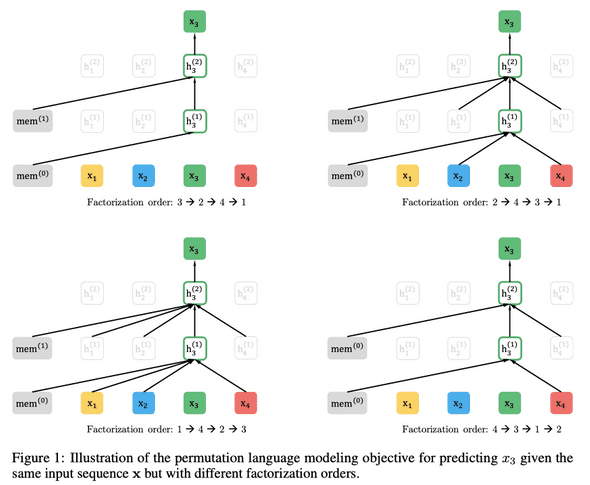 x₃ x₃
h₁⁽²⁾ h₂⁽²⁾ h₃⁽²⁾ h₄⁽²⁾ h₁⁽²⁾ h₂⁽²⁾ h₃⁽²⁾ h₄⁽²⁾
mem⁽¹⁾ h₁⁽¹⁾ h₂⁽¹⁾ h₃⁽¹⁾ h₄⁽¹⁾ mem⁽¹⁾ h₁⁽¹⁾ h₂⁽¹⁾ h₃⁽¹⁾ h₄⁽¹⁾
mem⁽⁰⁾ x₁ x₂ x₃ x₄ mem⁽⁰⁾ x₁ x₂ x₃ x₄
Factorization order: 3 → 2 → 4 → 1 Factorization order: 2 → 4 → 3 → 1
x₃ x₃
h₁⁽²⁾ h₂⁽²⁾ h₃⁽²⁾ h₄⁽²⁾ h₁⁽²⁾ h₂⁽²⁾ h₃⁽²⁾ h₄⁽²⁾
mem⁽¹⁾ h₁⁽¹⁾ h₂⁽¹⁾ h₃⁽¹⁾ h₄⁽¹⁾ mem⁽⁰⁾ h₁⁽¹⁾ h₂⁽¹⁾ h₃⁽¹⁾ h₄⁽¹⁾
mem⁽⁰⁾ x₁ x₂ x₃ x₄ mem⁽⁰⁾ x₁ x₂ x₃ x₄
Factorization order: 1 → 4 → 2 → 3 Factorization order: 4 → 3 → 1 → 2
Figure 1: Illustration of the permutation language modeling objective for predicting x₃ given the
same input sequence x but with different factorization orders.